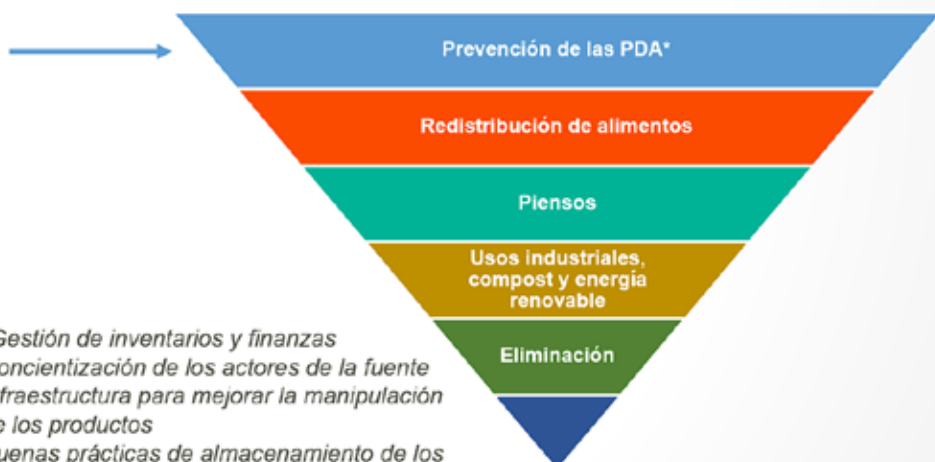 Prevención de las PDA*
Redistribución de alimentos
Piensos
Usos industriales,
compost y energía
renovable
Eliminación
Gestión de inventarios y finanzas
oncientización de los actores de la fuente
fraestructura para mejorar la manipulación
e los productos
uenas prácticas de almacenamiento de los